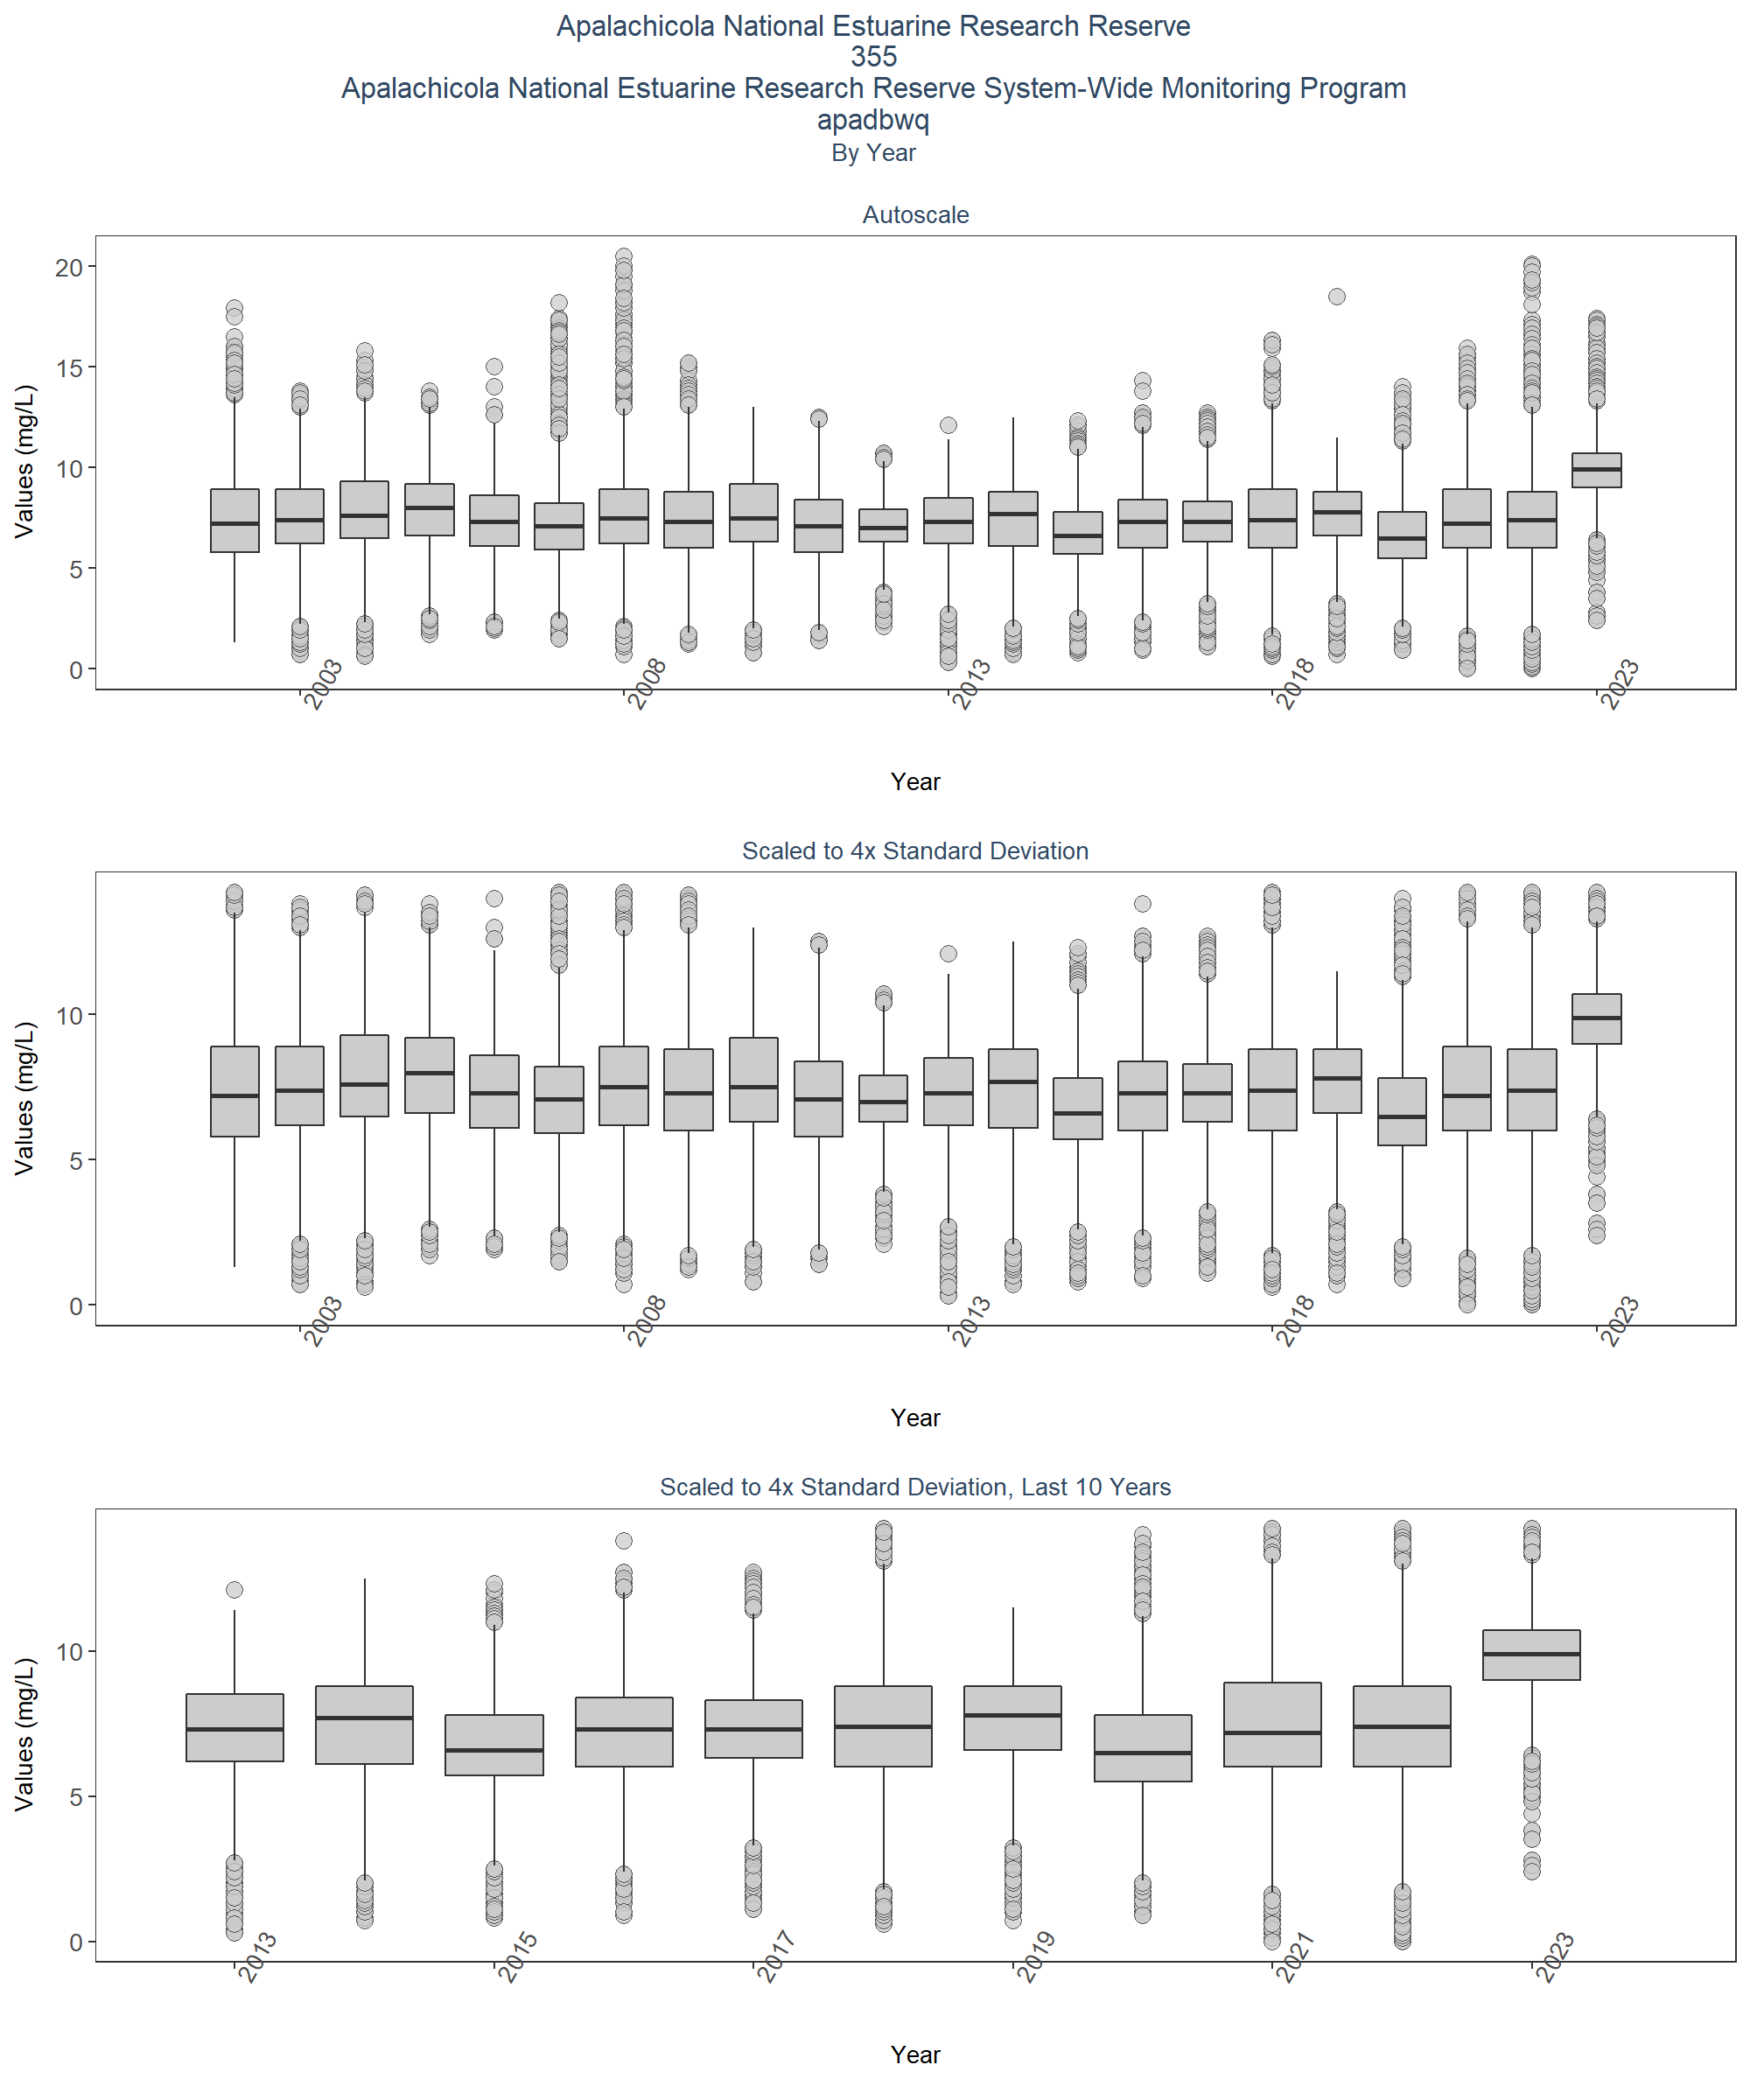 Apalachicola National Estuarine Research Reserve
355
Apalachicola National Estuarine Research Reserve System-Wide Monitoring Program
apadbwq
By Year
Autoscale
Values (mg/L)
20
15
10
5
0
2003
2008
2013
2018
2023
Year
Scaled to 4x Standard Deviation
Values (mg/L)
10
5
0
2003
2008
2013
2018
2023
Year
Scaled to 4x Standard Deviation, Last 10 Years
Values (mg/L)
10
5
0
2013
2015
2017
2019
2021
2023
Year